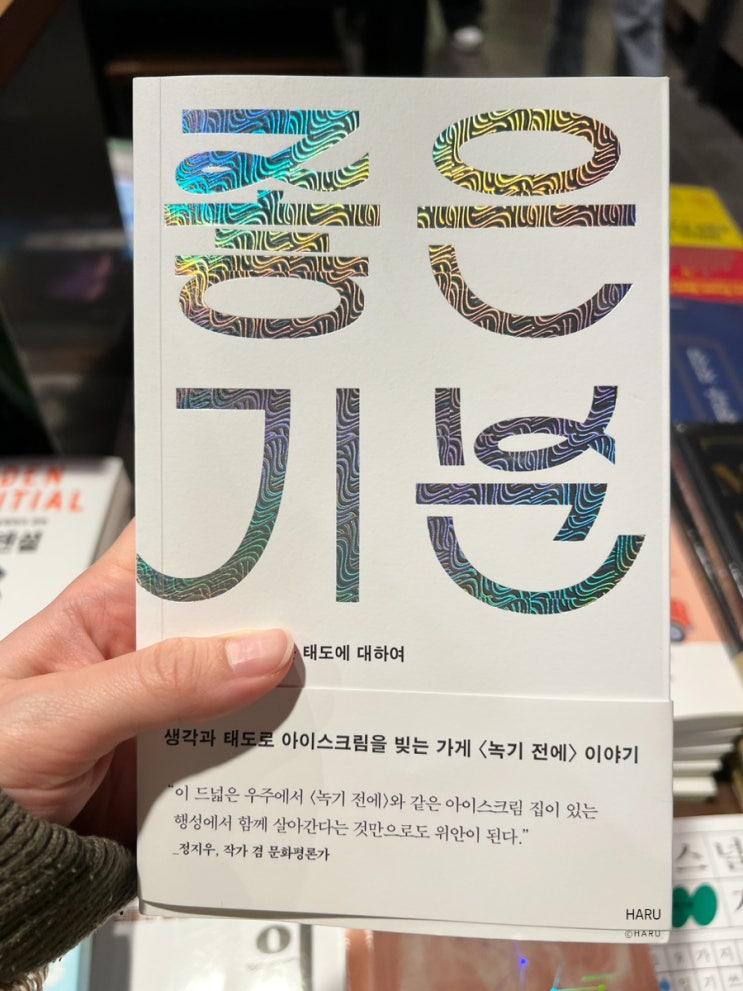 좋은
기분
태도에 대하여
생각과 태도로 아이스크림을 빚는 가게 〈녹기 전에〉 이야기
“이 드넓은 우주에서 〈녹기 전에〉와 같은 아이스크림 집이 있는
행성에서 함께 살아간다는 것만으로도 위안이 된다.”
_정지우, 작가 겸 문화평론가
HARU
©HARU
DEN
TIAL
스널